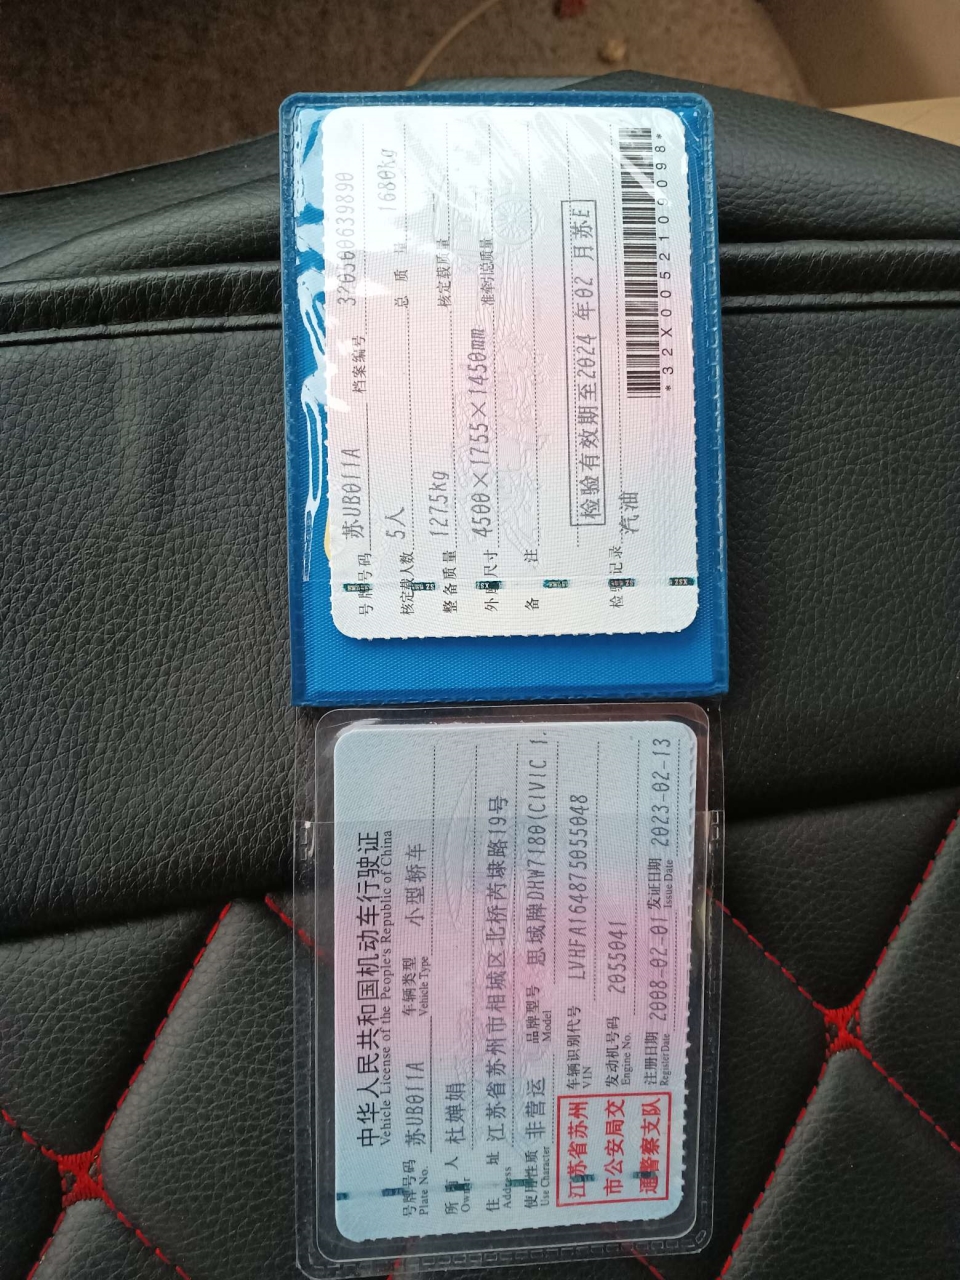 中华人民共和国机动车行驶证
Vehicle License of the People's Republic of China
号牌号码 苏UB011A 车辆类型 小型轿车
Plate No. Vehicle Type
所有人 杜婵娟
Owner
住址 江苏省苏州市相城区北桥芮埭路19号
Address
使用性质 非营运 品牌型号 思域牌DHW7180(CIVIC 1.
Use Character Model
江苏省苏州
市公安局交
通警察支队
车辆识别代号 LVHFA164875055048
VIN
发动机号码 2055041
Engine No.
注册日期 2008-02-01 发证日期 2023-02-13
Register Date Issue Date
号牌号码 苏UB011A 档案编号 320500639890
核定载人数 5人 总质量 1680kg
整备质量 1275kg 核定载质量
外廓尺寸 4500×1755×1450mm 准牵引总质量
备注
检验有效期至2024年02月苏E
检验记录 汽油
*32X0052109098*